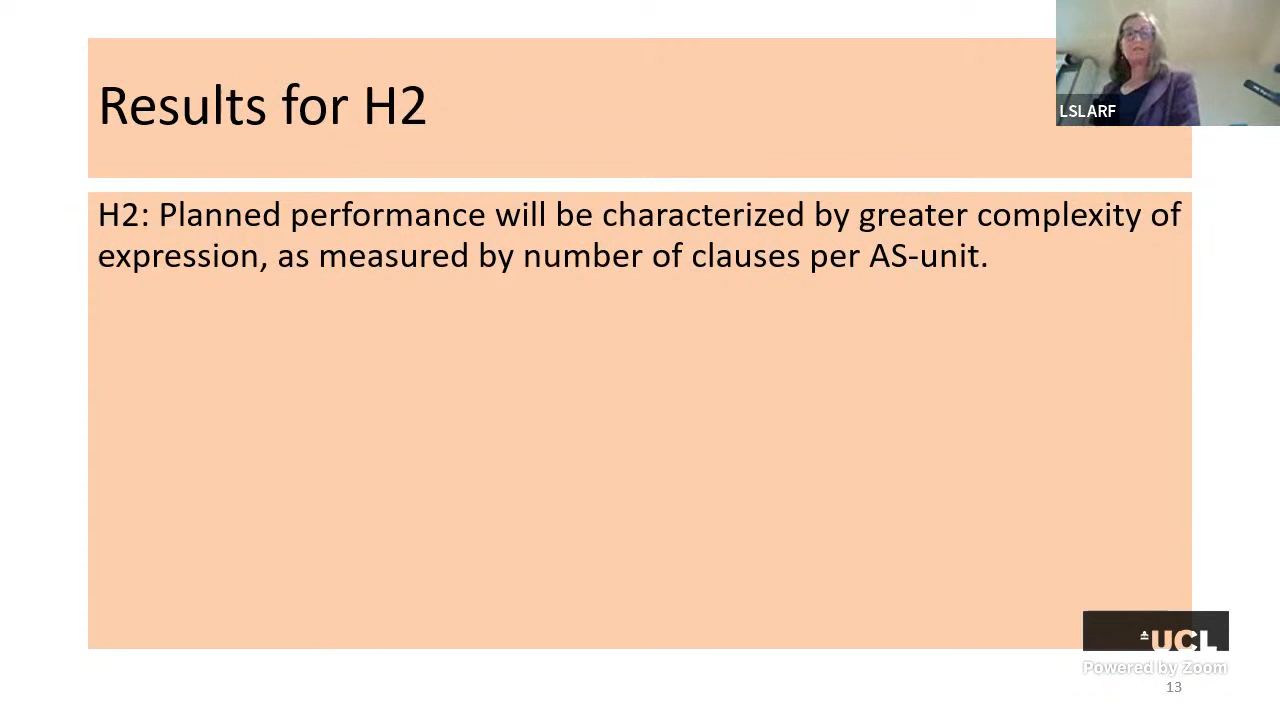 Results for H2
LSLARF
H2: Planned performance will be characterized by greater complexity of
expression, as measured by number of clauses per AS-unit.
UCL
Powered by Zoom
13